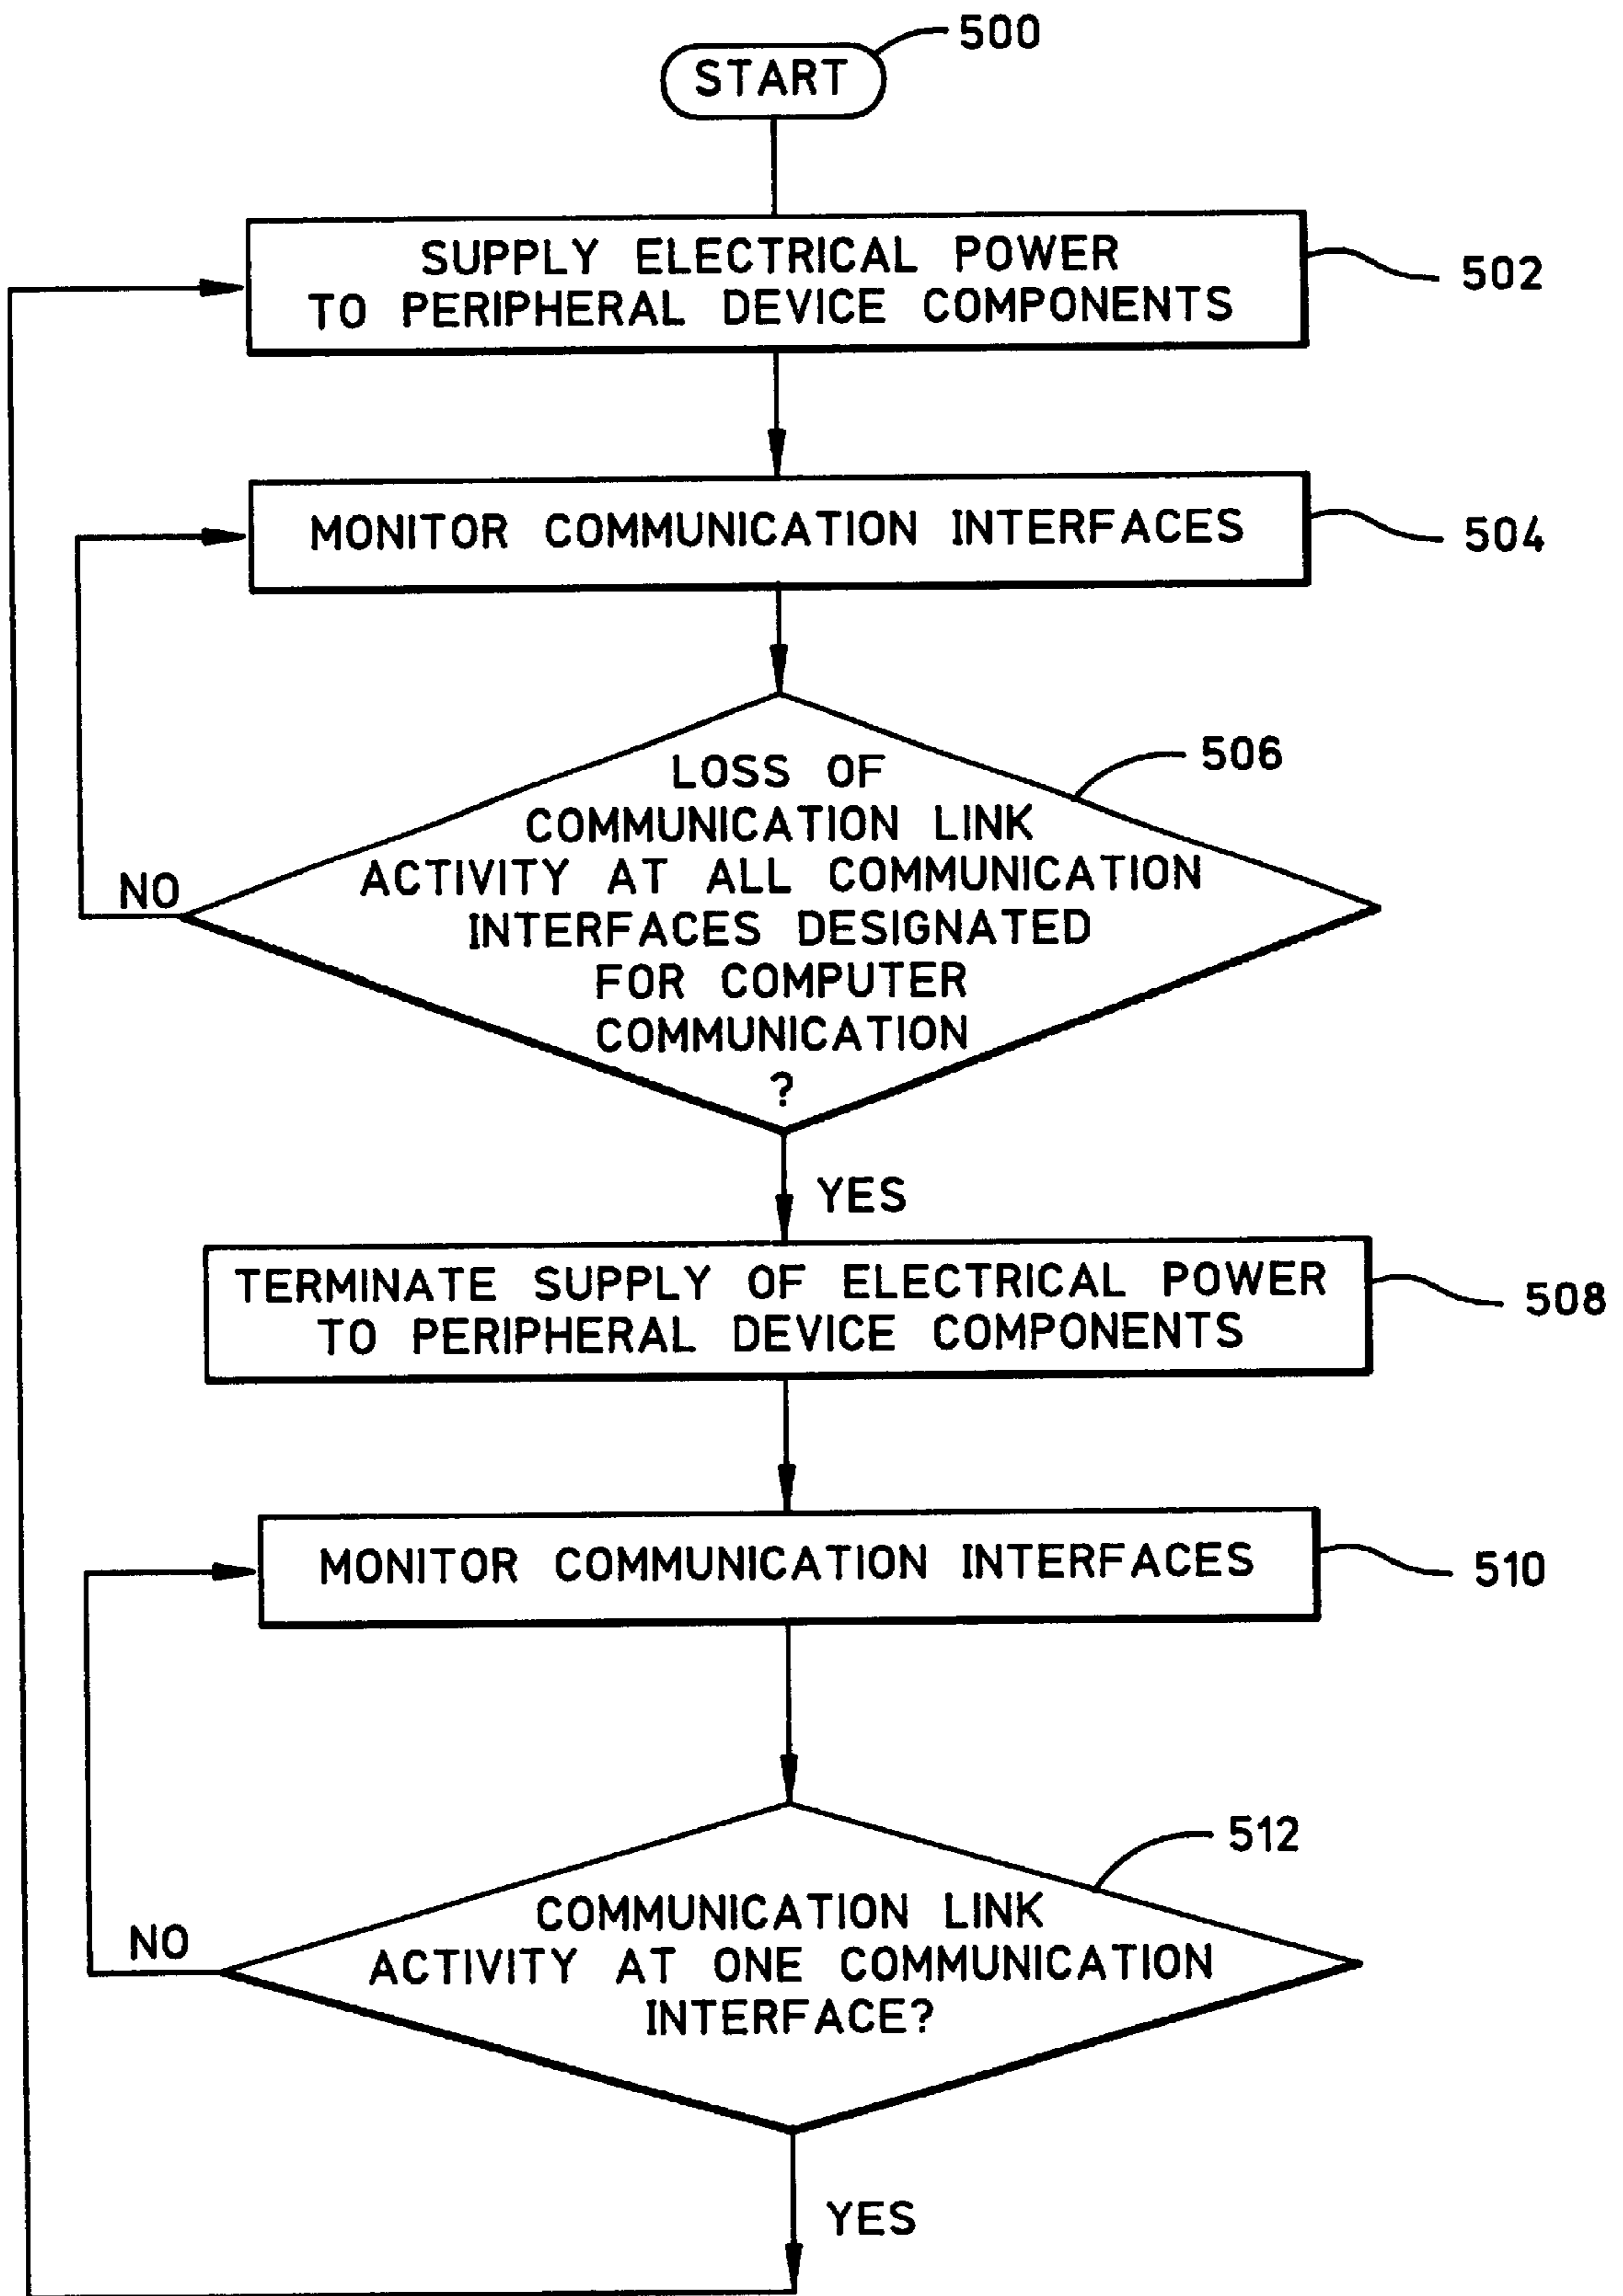 START
500
SUPPLY ELECTRICAL POWER
TO PERIPHERAL DEVICE COMPONENTS
502
MONITOR COMMUNICATION INTERFACES
504
LOSS OF
COMMUNICATION LINK
ACTIVITY AT ALL COMMUNICATION
INTERFACES DESIGNATED
FOR COMPUTER
COMMUNICATION
?
506
NO
YES
TERMINATE SUPPLY OF ELECTRICAL POWER
TO PERIPHERAL DEVICE COMPONENTS
508
MONITOR COMMUNICATION INTERFACES
510
COMMUNICATION LINK
ACTIVITY AT ONE COMMUNICATION
INTERFACE?
512
NO
YES